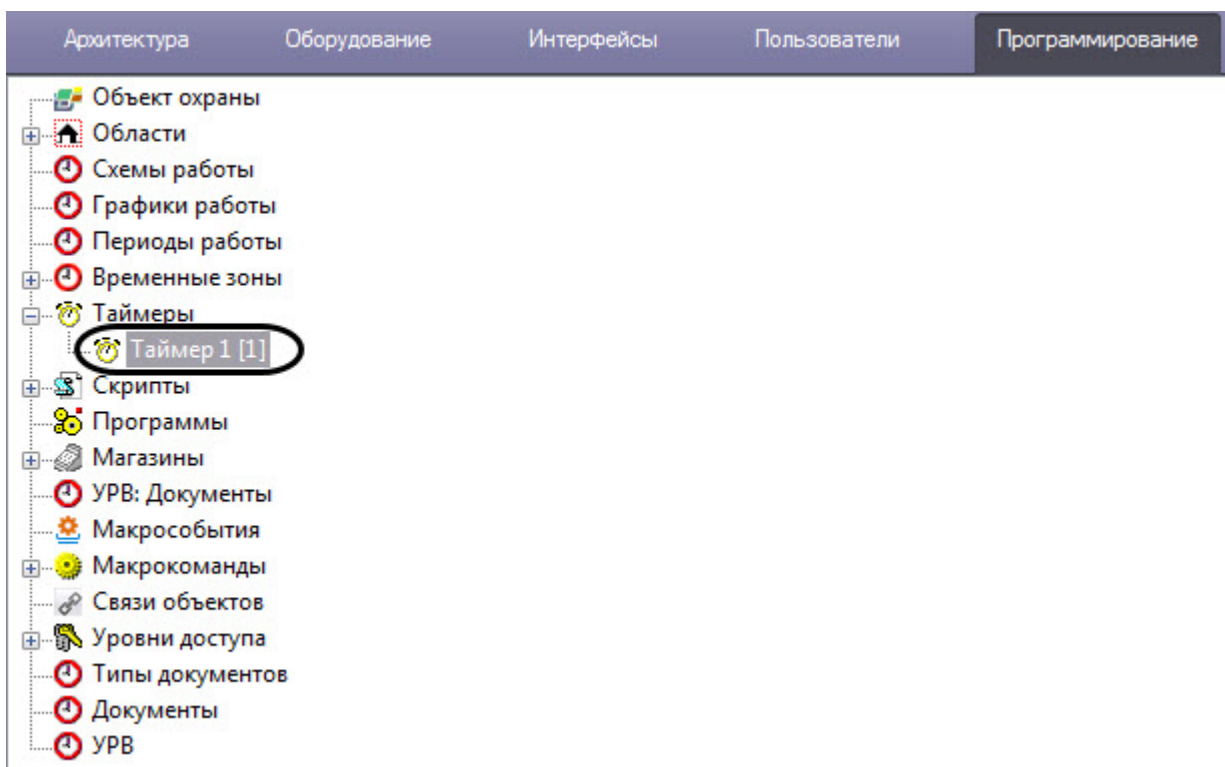 Архитектура Оборудование Интерфейсы Пользователи Программирование
Объект охраны
Области
Схемы работы
Графики работы
Периоды работы
Временные зоны
Таймеры
Таймер 1 [1]
Скрипты
Программы
Магазины
УРВ: Документы
Макрособытия
Макрокоманды
Связи объектов
Уровни доступа
Типы документов
Документы
УРВ